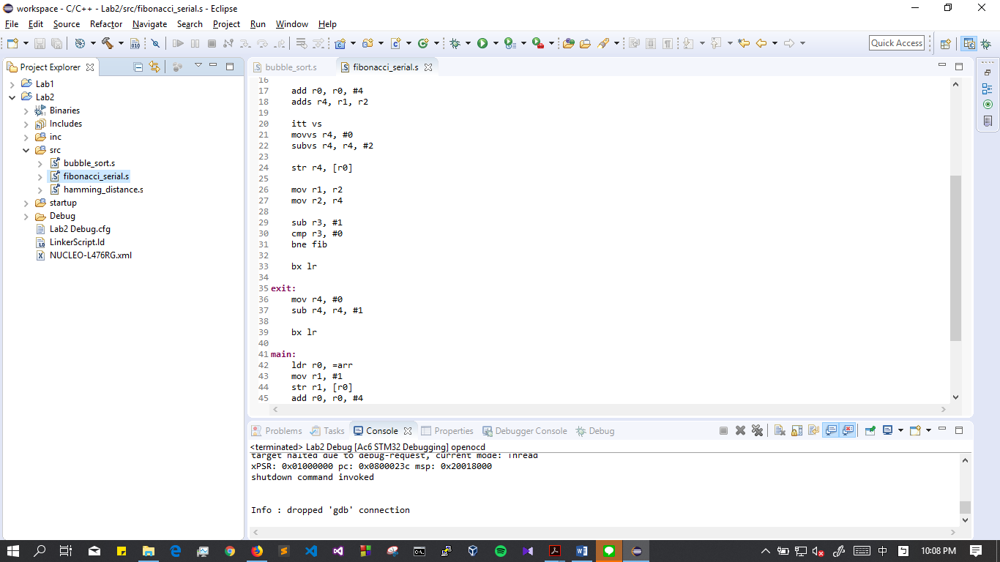 workspace - C/C++ - Lab2/src/fibonacci_serial.s - Eclipse
File Edit Source Refactor Navigate Search Project Run Window Help
Quick Access
Project Explorer
Lab1
Lab2
Binaries
Includes
inc
src
bubble_sort.s
fibonacci_serial.s
hamming_distance.s
startup
Debug
Lab2 Debug.cfg
LinkerScript.ld
NUCLEO-L476RG.xml
bubble_sort.s fibonacci_serial.s
16
17 add r0, r0, #4
18 adds r4, r1, r2
19
20 itt vs
21 movvs r4, #0
22 subvs r4, r4, #2
23
24 str r4, [r0]
25
26 mov r1, r2
27 mov r2, r4
28
29 sub r3, #1
30 cmp r3, #0
31 bne fib
32
33 bx lr
34
35 exit:
36 mov r4, #0
37 sub r4, r4, #1
38
39 bx lr
40
41 main:
42 ldr r0, =arr
43 mov r1, #1
44 str r1, [r0]
45 add r0, r0, #4
Problems Tasks Console Properties Debugger Console Debug
<terminated> Lab2 Debug [Ac6 STM32 Debugging] openocd
target halted due to debug-request, current mode: Thread
xPSR: 0x01000000 pc: 0x0800023c msp: 0x20018000
shutdown command invoked
Info : dropped 'gdb' connection
中 10:08 PM